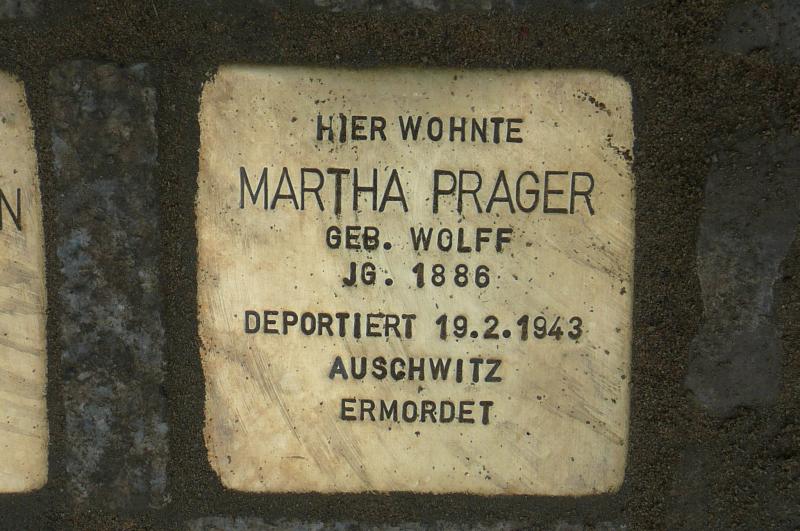 HIER WOHNTE
MARTHA PRAGER
GEB. WOLFF
JG. 1886
DEPORTIERT 19.2.1943
AUSCHWITZ
ERMORDET
N